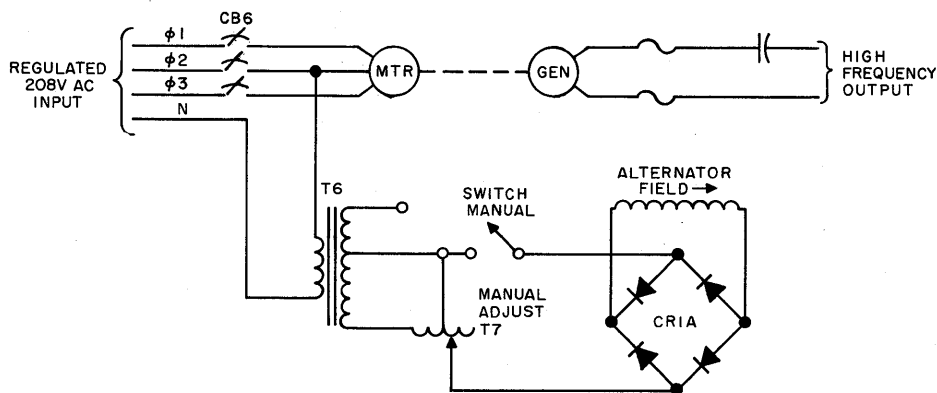 CB6
φ1
φ2
φ3
N
REGULATED
208V AC
INPUT
MTR
GEN
HIGH
FREQUENCY
OUTPUT
T6
SWITCH
MANUAL
ALTERNATOR
FIELD→
MANUAL
ADJUST
T7
CR1A